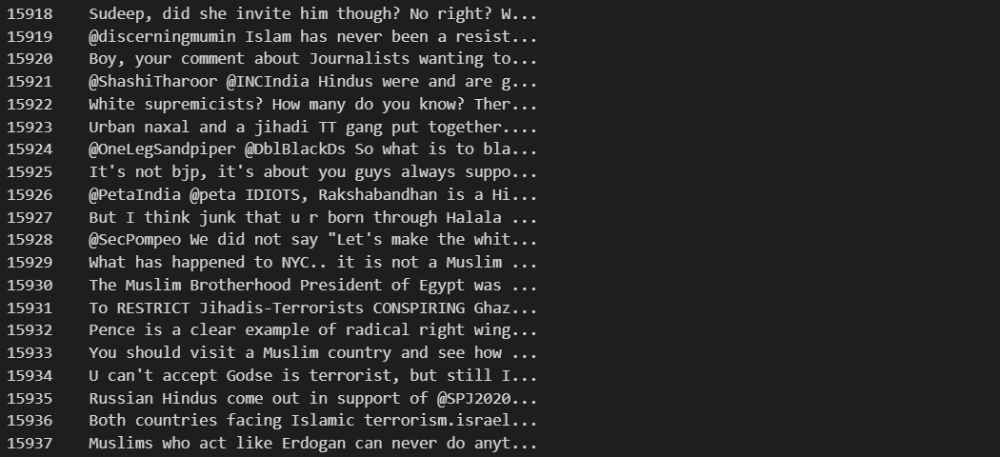 15918 Sudeep, did she invite him though? No right? W...
15919 @discerningmumin Islam has never been a resist...
15920 Boy, your comment about Journalists wanting to...
15921 @ShashiTharoor @INCIndia Hindus were and are g...
15922 White supremicists? How many do you know? Ther...
15923 Urban naxal and a jihadi TT gang put together....
15924 @OneLegSandpiper @DblBlackDs So what is to bla...
15925 It's not bjp, it's about you guys always suppo...
15926 @PetaIndia @peta IDIOTS, Rakshabandhan is a Hi...
15927 But I think junk that u r born through Halala ...
15928 @SecPompeo We did not say "Let's make the whit...
15929 What has happened to NYC.. it is not a Muslim ...
15930 The Muslim Brotherhood President of Egypt was ...
15931 To RESTRICT Jihadis-Terrorists CONSPIRING Ghaz...
15932 Pence is a clear example of radical right wing...
15933 You should visit a Muslim country and see how ...
15934 U can't accept Godse is terrorist, but still I...
15935 Russian Hindus come out in support of @SPJ2020...
15936 Both countries facing Islamic terrorism.israel...
15937 Muslims who act like Erdogan can never do anyt...